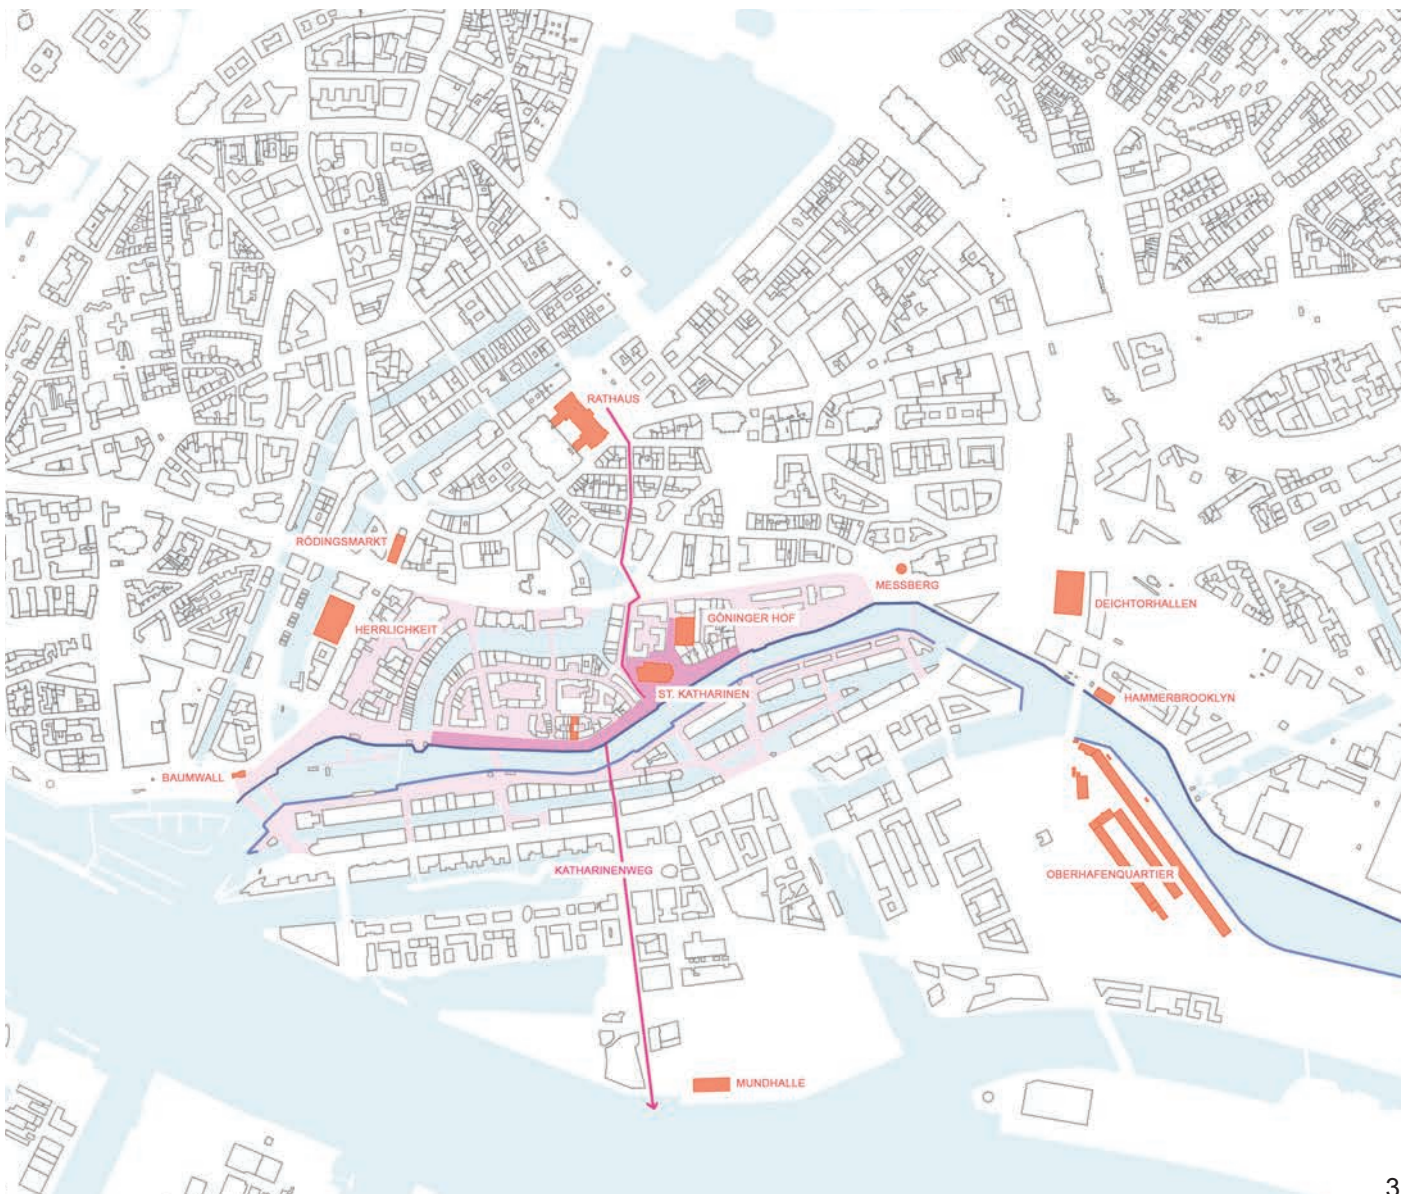 RATHAUS
RÖDINGSMARKT
MESSBERG
DEICHTORHALLEN
GÖNINGER HOF
HERRLICHKEIT
ST. KATHARINEN
HAMMERBROOKLYN
BAUMWALL
KATHARINENWEG
OBERHAFENQUARTIER
MUNDHALLE
3